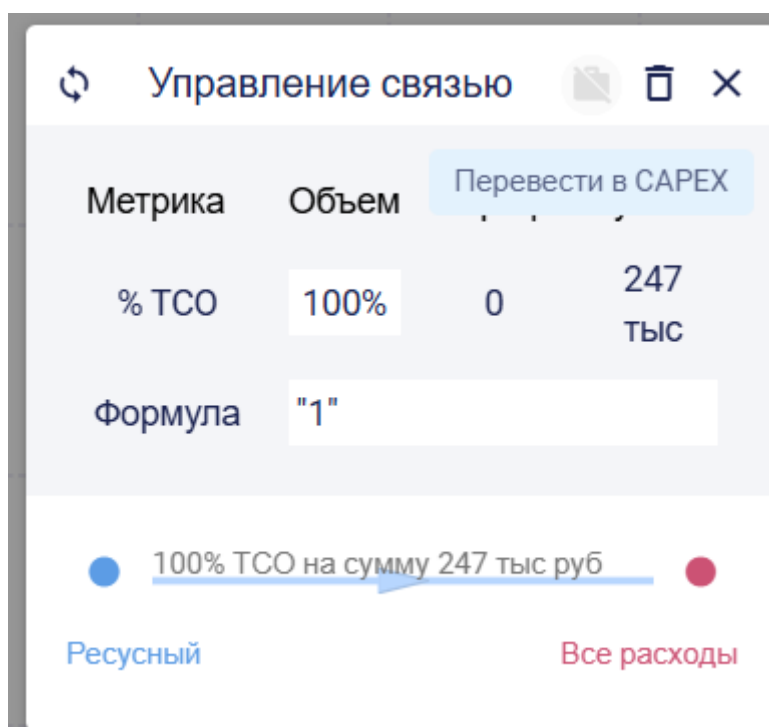 Управление связью
Перевести в CAPEX
Метрика Объем
% TCO 100% 0 247
тыс
Формула "1"
100% TCO на сумму 247 тыс руб
Ресусный Все расходы